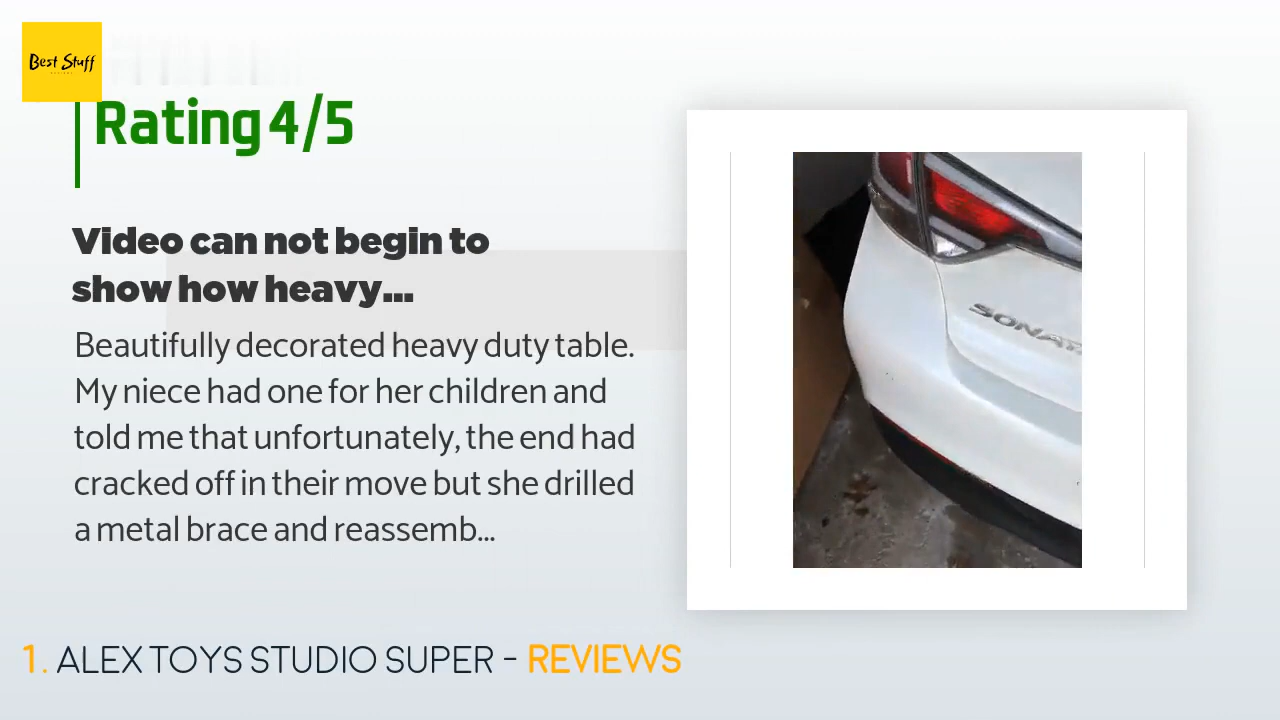 Best Stuff
Rating 4/5
Video can not begin to
show how heavy...
Beautifully decorated heavy duty table.
My niece had one for her children and
told me that unfortunately, the end had
cracked off in their move but she drilled
a metal brace and reassemb...
SONAT
1. ALEX TOYS STUDIO SUPER - REVIEWS